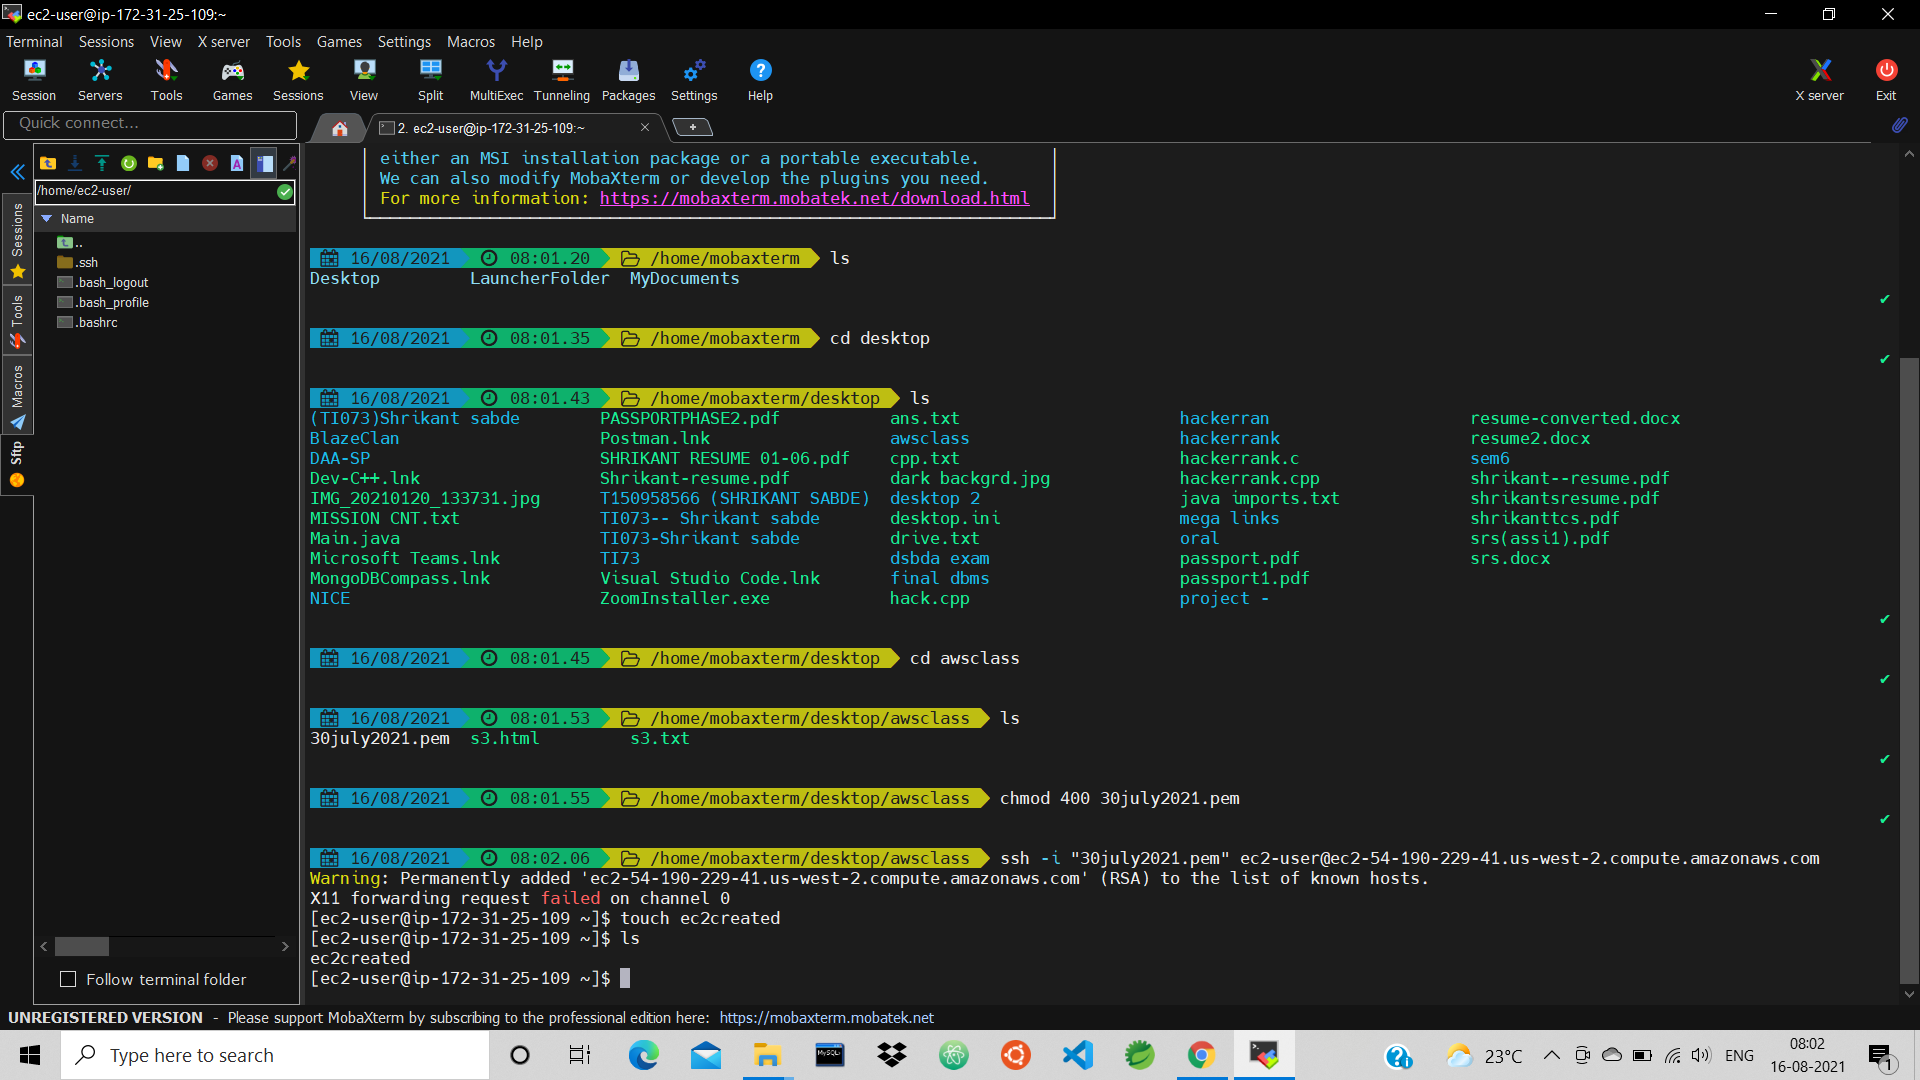 ec2-user@ip-172-31-25-109:~
Terminal Sessions View X server Tools Games Settings Macros Help
Session Servers Tools Games Sessions View Split MultiExec Tunneling Packages Settings Help X server Exit
Quick connect...
2. ec2-user@ip-172-31-25-109:~
/home/ec2-user/
Name
..
.ssh
.bash_logout
.bash_profile
.bashrc
Sessions
Tools
Macros
Sftp
Follow terminal folder
either an MSI installation package or a portable executable.
We can also modify MobaXterm or develop the plugins you need.
For more information: https://mobaxterm.mobatek.net/download.html
16/08/2021 08:01.20 /home/mobaxterm ls
Desktop LauncherFolder MyDocuments
16/08/2021 08:01.35 /home/mobaxterm cd desktop
16/08/2021 08:01.43 /home/mobaxterm/desktop ls
(TI073)Shrikant sabde PASSPORTPHASE2.pdf ans.txt hackerran resume-converted.docx
BlazeClan Postman.lnk awsclass hackerrank resume2.docx
DAA-SP SHRIKANT RESUME 01-06.pdf cpp.txt hackerrank.c sem6
Dev-C++.lnk Shrikant-resume.pdf dark backgrd.jpg hackerrank.cpp shrikant--resume.pdf
IMG_20210120_133731.jpg T150958566 (SHRIKANT SABDE) desktop 2 java imports.txt shrikantsresume.pdf
MISSION CNT.txt TI073-- Shrikant sabde desktop.ini mega links shrikanttcs.pdf
Main.java TI073-Shrikant sabde drive.txt oral srs(assi1).pdf
Microsoft Teams.lnk TI73 dsbda exam passport.pdf srs.docx
MongoDBCompass.lnk Visual Studio Code.lnk final dbms passport1.pdf
NICE ZoomInstaller.exe hack.cpp project -
16/08/2021 08:01.45 /home/mobaxterm/desktop cd awsclass
16/08/2021 08:01.53 /home/mobaxterm/desktop/awsclass ls
30july2021.pem s3.html s3.txt
16/08/2021 08:01.55 /home/mobaxterm/desktop/awsclass chmod 400 30july2021.pem
16/08/2021 08:02.06 /home/mobaxterm/desktop/awsclass ssh -i "30july2021.pem" ec2-user@ec2-54-190-229-41.us-west-2.compute.amazonaws.com
Warning: Permanently added 'ec2-54-190-229-41.us-west-2.compute.amazonaws.com' (RSA) to the list of known hosts.
X11 forwarding request failed on channel 0
[ec2-user@ip-172-31-25-109 ~]$ touch ec2created
[ec2-user@ip-172-31-25-109 ~]$ ls
ec2created
[ec2-user@ip-172-31-25-109 ~]$
UNREGISTERED VERSION - Please support MobaXterm by subscribing to the professional edition here: https://mobaxterm.mobatek.net
Type here to search
MySQL
23°C
ENG
08:02
16-08-2021
1